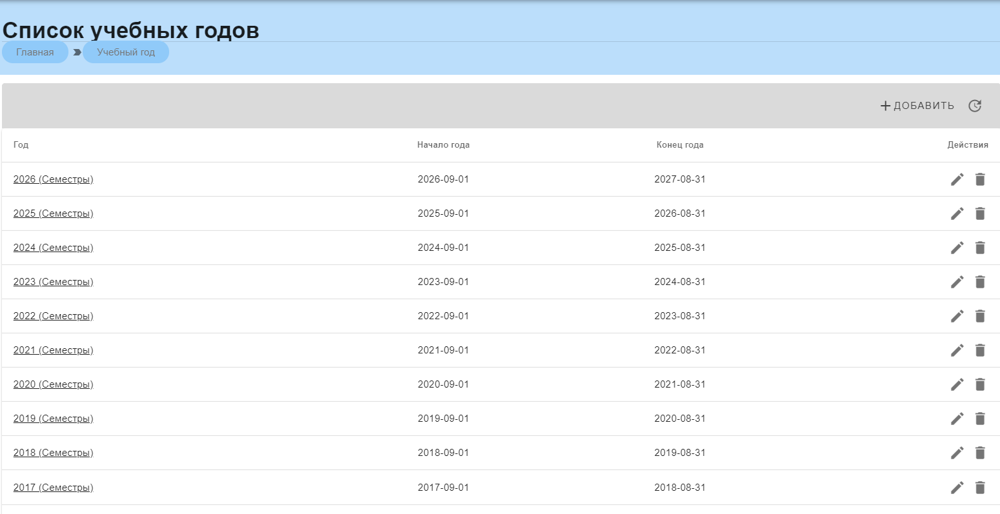 Список учебных годов
Главная Учебный год
ДОБАВИТЬ
Год Начало года Конец года Действия
2026 (Семестры) 2026-09-01 2027-08-31
2025 (Семестры) 2025-09-01 2026-08-31
2024 (Семестры) 2024-09-01 2025-08-31
2023 (Семестры) 2023-09-01 2024-08-31
2022 (Семестры) 2022-09-01 2023-08-31
2021 (Семестры) 2021-09-01 2022-08-31
2020 (Семестры) 2020-09-01 2021-08-31
2019 (Семестры) 2019-09-01 2020-08-31
2018 (Семестры) 2018-09-01 2019-08-31
2017 (Семестры) 2017-09-01 2018-08-31